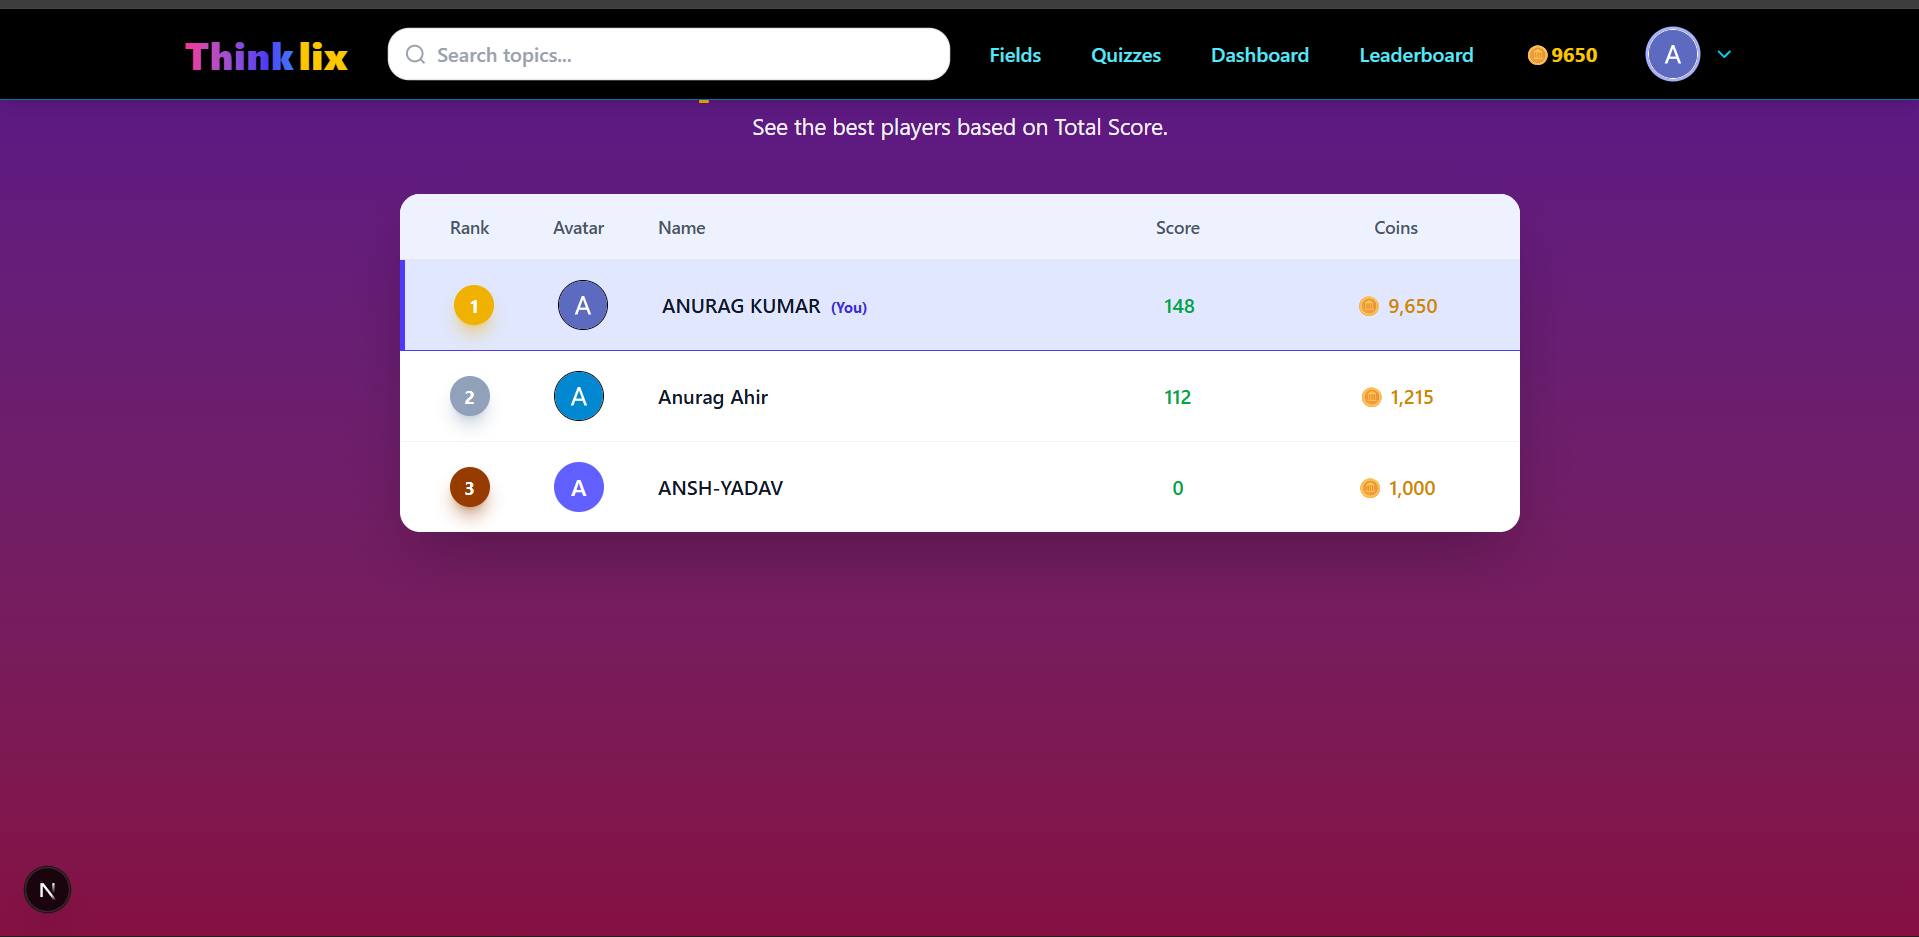 Thinklix Search topics... Fields Quizzes Dashboard Leaderboard 9650 A
See the best players based on Total Score.
Rank Avatar Name Score Coins
1 A ANURAG KUMAR (You) 148 9,650
2 A Anurag Ahir 112 1,215
3 A ANSH-YADAV 0 1,000
N